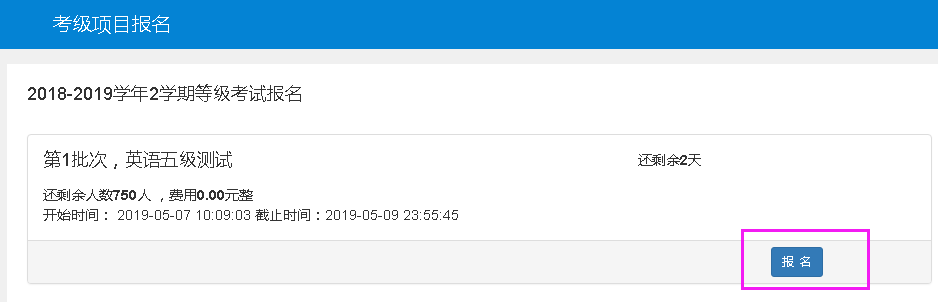 考级项目报名
2018-2019学年2学期等级考试报名
第1批次，英语五级测试
还剩余2天
还剩余人数750人 ，费用0.00元整
开始时间： 2019-05-07 10:09:03 截止时间：2019-05-09 23:55:45
报 名